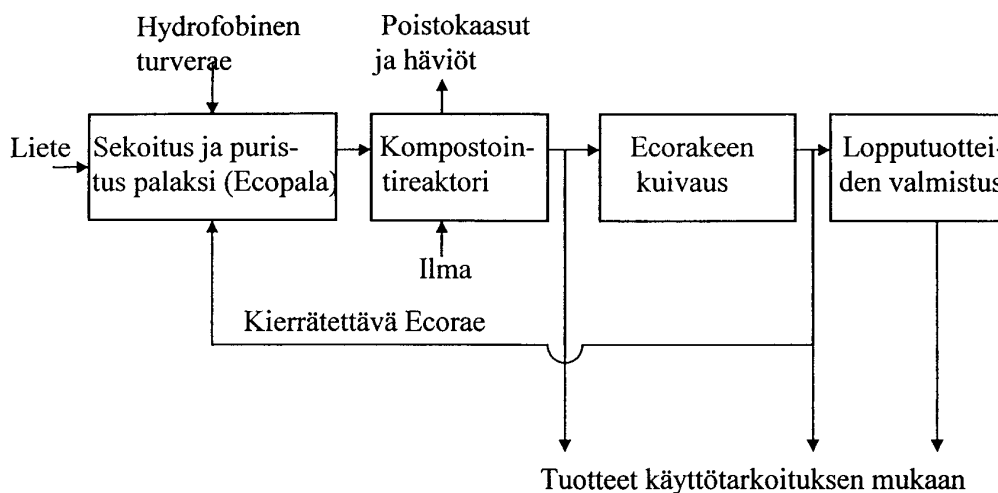 Hydrofobinen
turverae
Poistokaasut
ja häviöt
Liete
Sekoitus ja puris-
tus palaksi (Ecopala)
Kompostoin-
tireaktori
Ecorakeen
kuivaus
Lopputuottei-
den valmistus
Ilma
Kierrätettävä Ecorae
Tuotteet käyttötarkoituksen mukaan